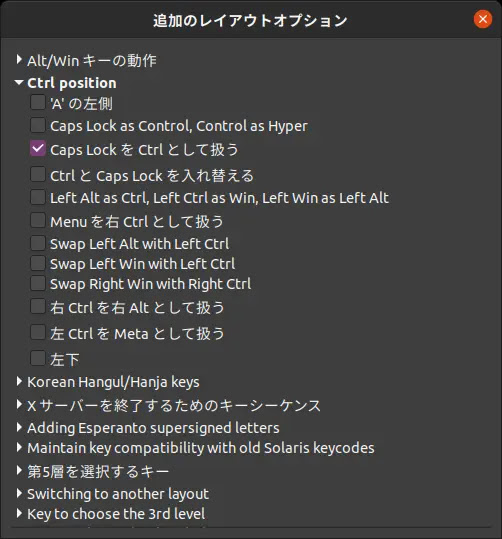 追加のレイアウトオプション
Alt/Win キーの動作
Ctrl position
'A' の左側
Caps Lock as Control, Control as Hyper
Caps Lock を Ctrl として扱う
Ctrl と Caps Lock を入れ替える
Left Alt as Ctrl, Left Ctrl as Win, Left Win as Left Alt
Menu を右 Ctrl として扱う
Swap Left Alt with Left Ctrl
Swap Left Win with Left Ctrl
Swap Right Win with Right Ctrl
右 Ctrl を右 Alt として扱う
左 Ctrl を Meta として扱う
左下
Korean Hangul/Hanja keys
X サーバーを終了するためのキーシーケンス
Adding Esperanto supersigned letters
Maintain key compatibility with old Solaris keycodes
第5層を選択するキー
Switching to another layout
Key to choose the 3rd level